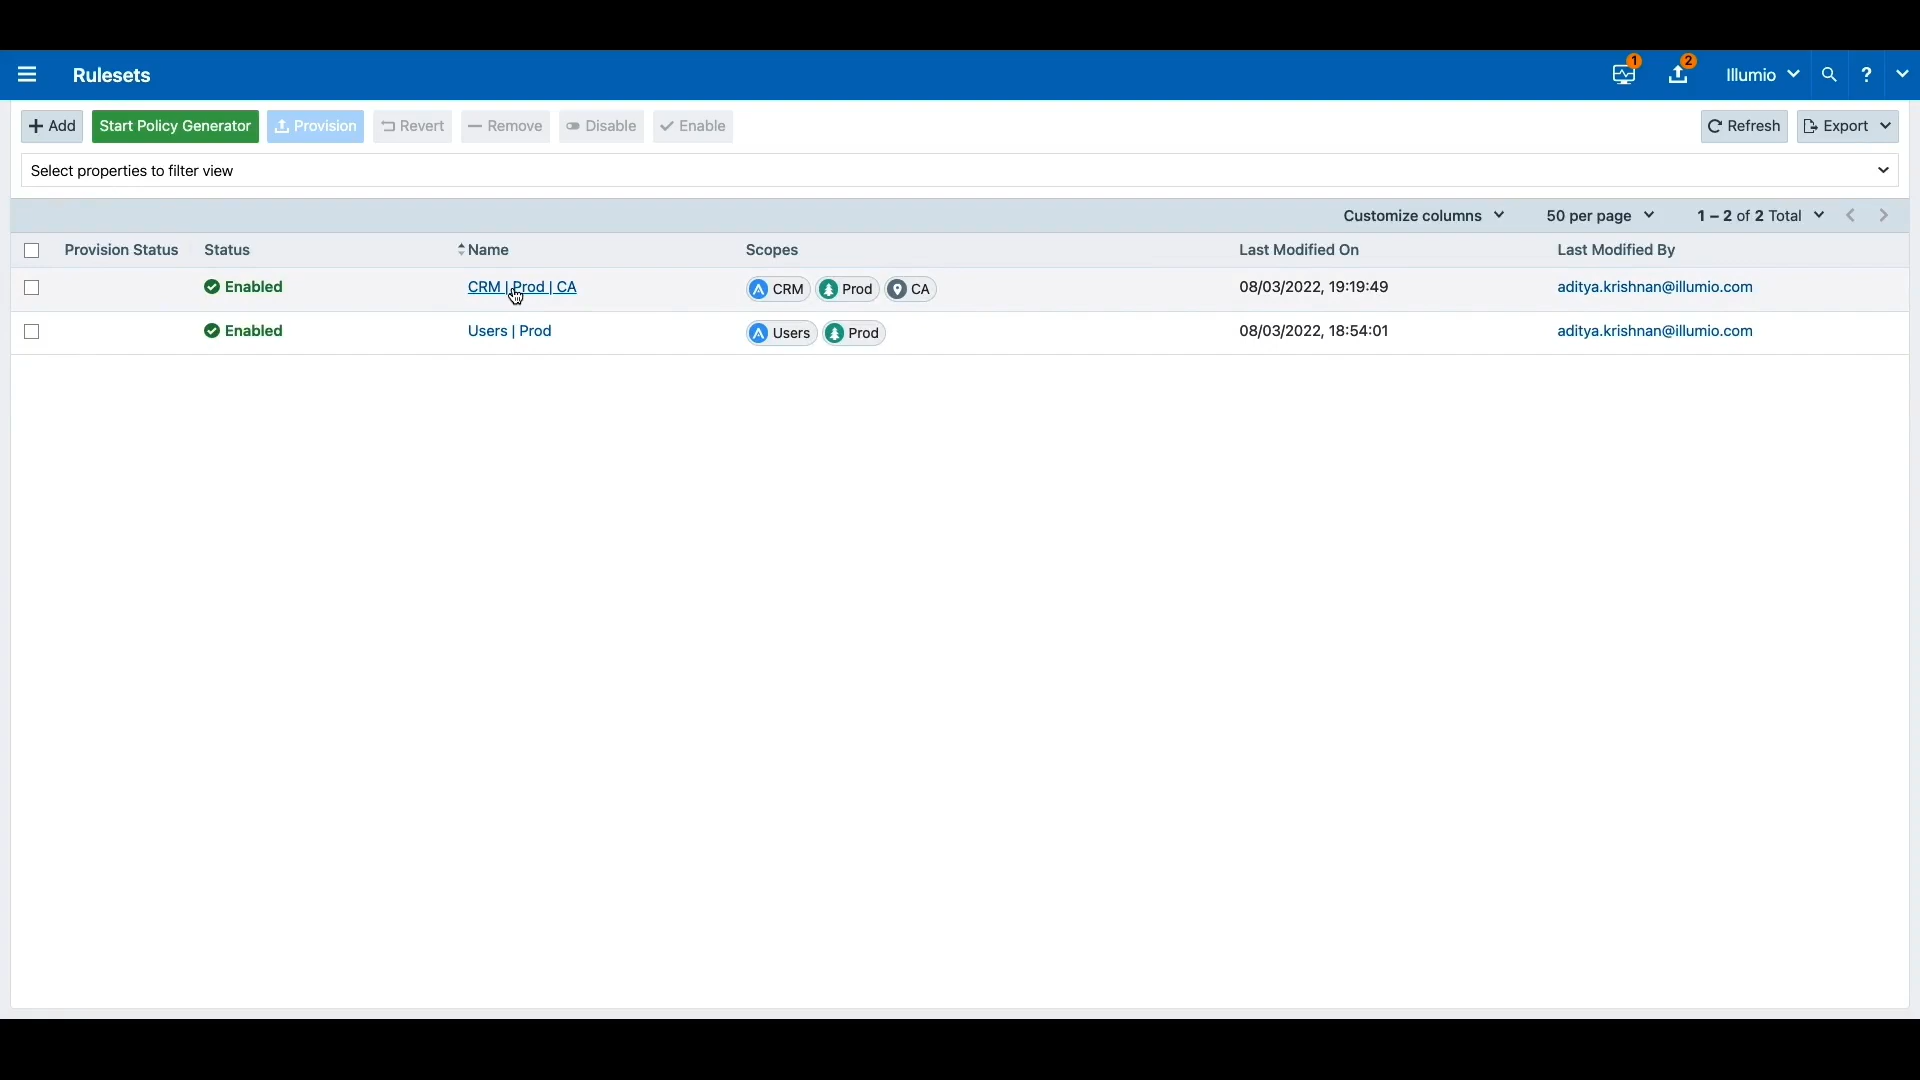 Rulesets 1 2 Illumio ?
Add Start Policy Generator Provision Revert Remove Disable Enable Refresh Export
Select properties to filter view
Customize columns 50 per page 1 – 2 of 2 Total
Provision Status Status Name Scopes Last Modified On Last Modified By
Enabled CRM | Prod | CA CRM Prod CA 08/03/2022, 19:19:49 aditya.krishnan@illumio.com
Enabled Users | Prod Users Prod 08/03/2022, 18:54:01 aditya.krishnan@illumio.com